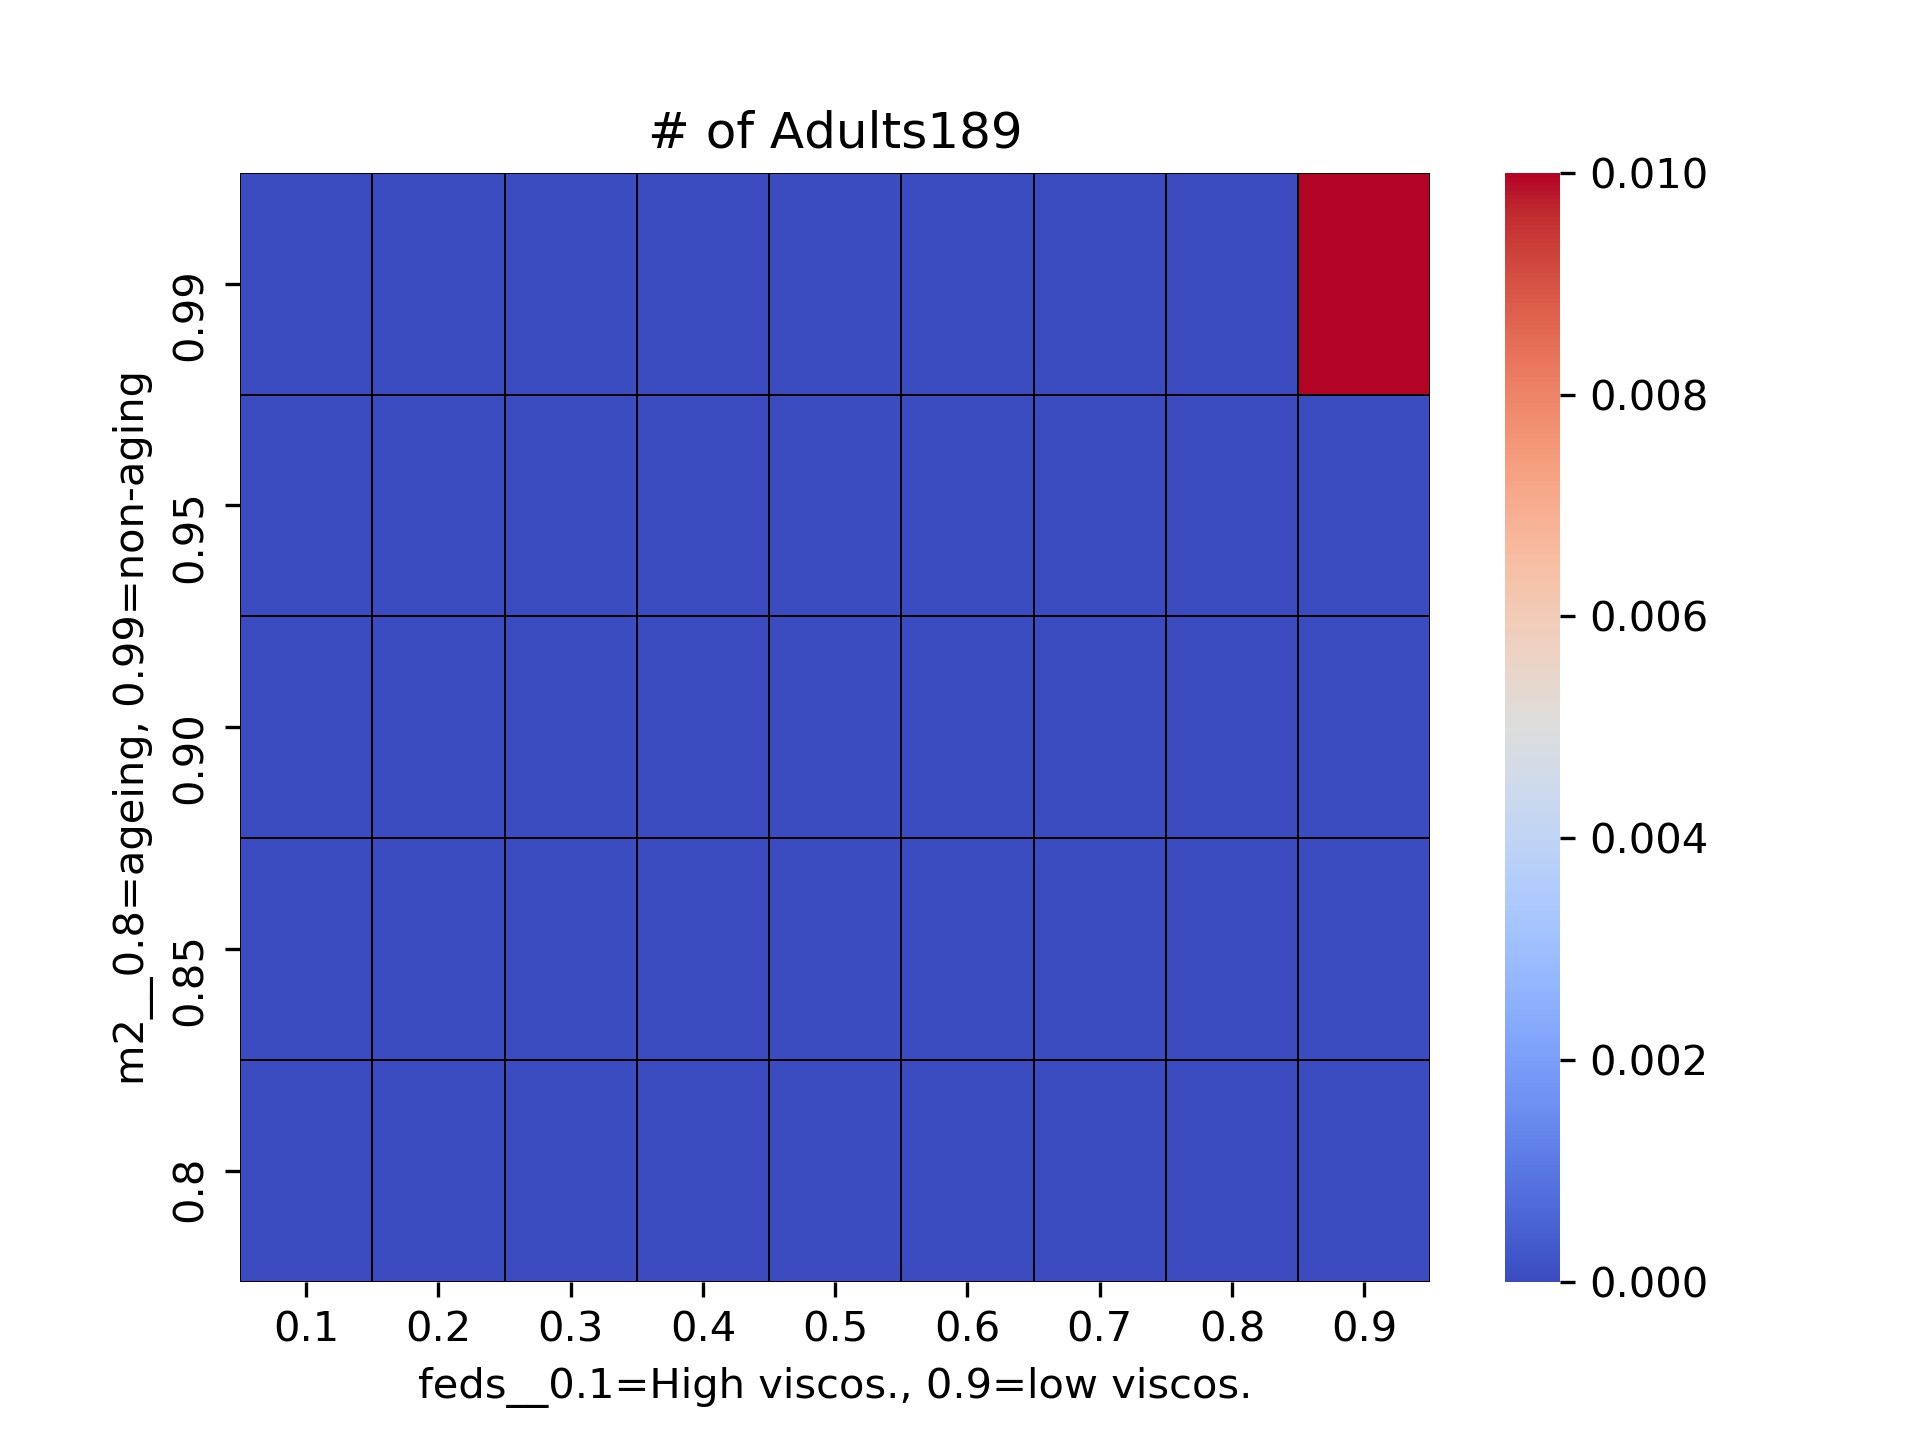 # of Adults189
m2__0.8=ageing, 0.99=non-aging
0.99
0.95
0.90
0.85
0.8
0.1 0.2 0.3 0.4 0.5 0.6 0.7 0.8 0.9
feds__0.1=High viscos., 0.9=low viscos.
0.010
0.008
0.006
0.004
0.002
0.000